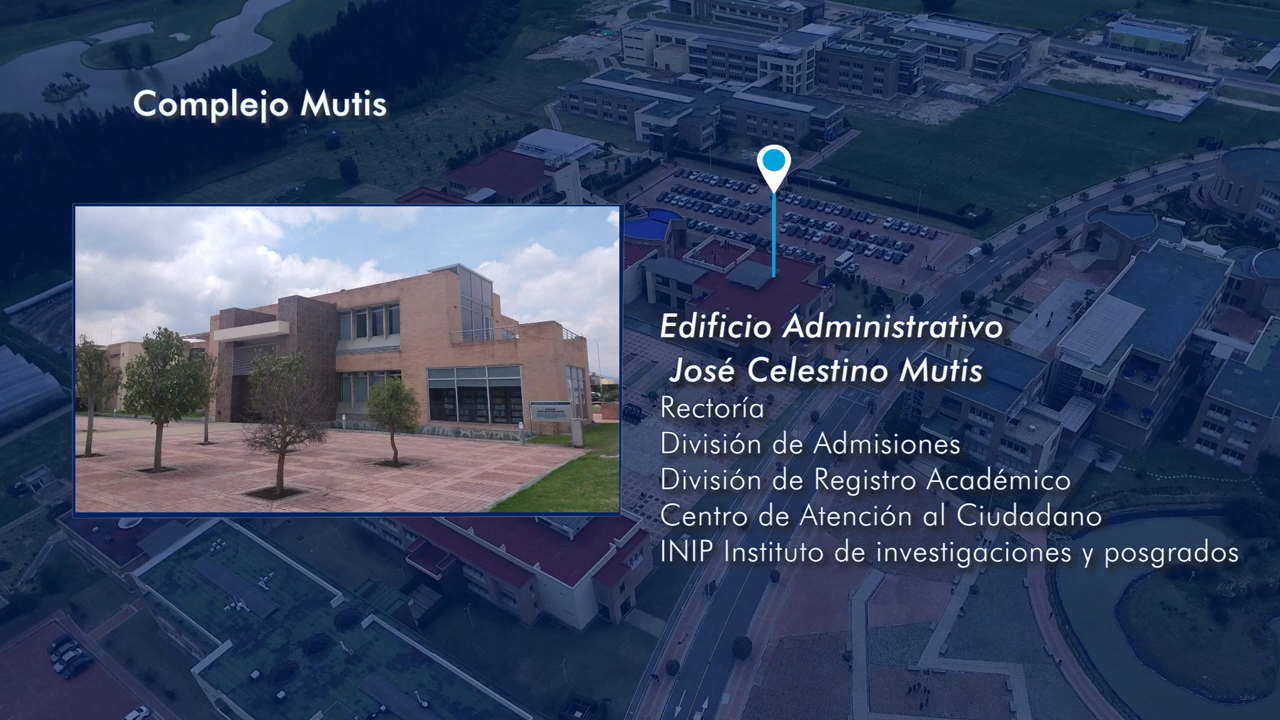 Complejo Mutis
Edificio Administrativo
José Celestino Mutis
Rectoría
División de Admisiones
División de Registro Académico
Centro de Atención al Ciudadano
INIP Instituto de investigaciones y posgrados